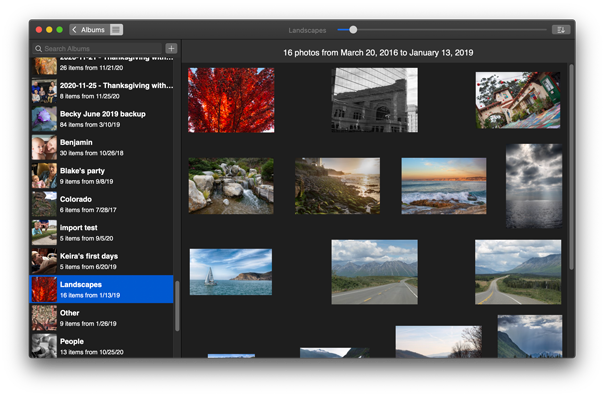 Albums
Landscapes
Search Albums
16 photos from March 20, 2016 to January 13, 2019
2020-11-21 - Thanksgiving with...
26 items from 11/21/20
2020-11-25 - Thanksgiving with...
8 items from 11/25/20
Becky June 2019 backup
84 items from 3/10/19
Benjamin
30 items from 10/26/18
Blake's party
9 items from 9/8/19
Colorado
6 items from 7/28/17
import test
5 items from 9/5/20
Keira's first days
5 items from 6/20/19
Landscapes
16 items from 1/13/19
Other
9 items from 1/26/19
People
13 items from 10/25/20